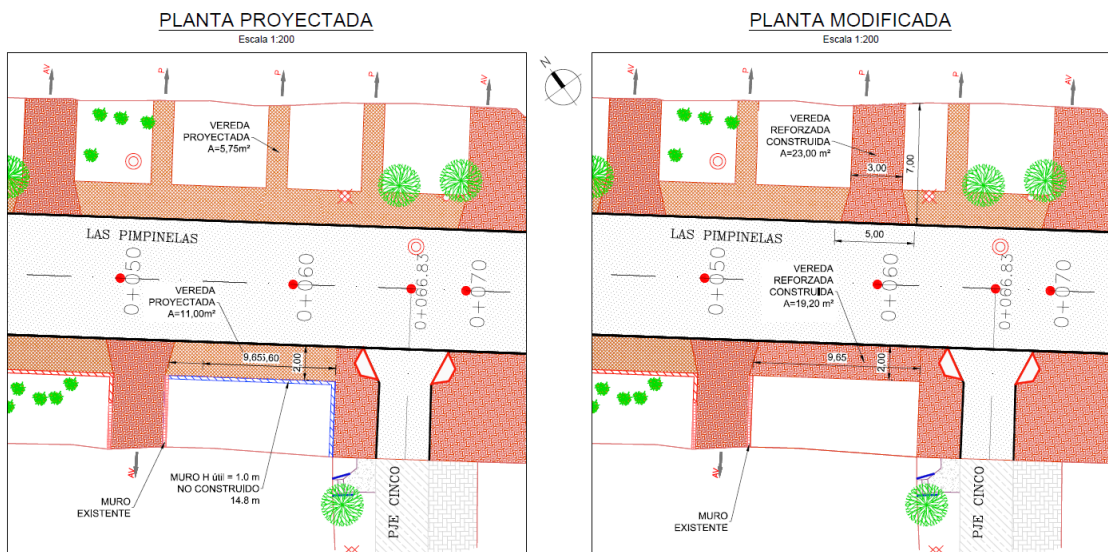 PLANTA PROYECTADA
Escala 1:200
AV
P
P
AV
VEREDA
PROYECTADA
A=5,75m²
LAS PIMPINELAS
0+050
0+060
0+066.83
0+070
VEREDA
PROYECTADA
A=11,00m²
2,00
AV
MURO H útil = 1.0 m
NO CONSTRUIDO
14.8 m
MURO
EXISTENTE
PJE CINCO
N
PLANTA MODIFICADA
Escala 1:200
AV
P
P
AV
VEREDA
REFORZADA
CONSTRUIDA
A=23,00 m²
3,00
7,00
5,00
LAS PIMPINELAS
0+050
0+060
0+066.83
0+070
VEREDA
REFORZADA
CONSTRUIDA
A=19,20 m²
9,65
2,00
AV
MURO
EXISTENTE
PJE CINCO